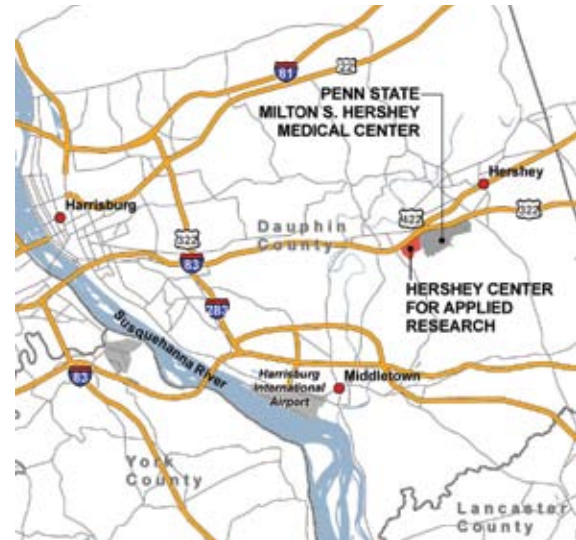 81
22
PENN STATE
MILTON S. HERSHEY
MEDICAL CENTER
Hershey
Harrisburg
422
322
Dauphin
County
322
83
HERSHEY CENTER
FOR APPLIED
RESEARCH
283
Susquehanna River
Harrisburg
International
Airport
Middletown
83
York
County
Lancaster
County